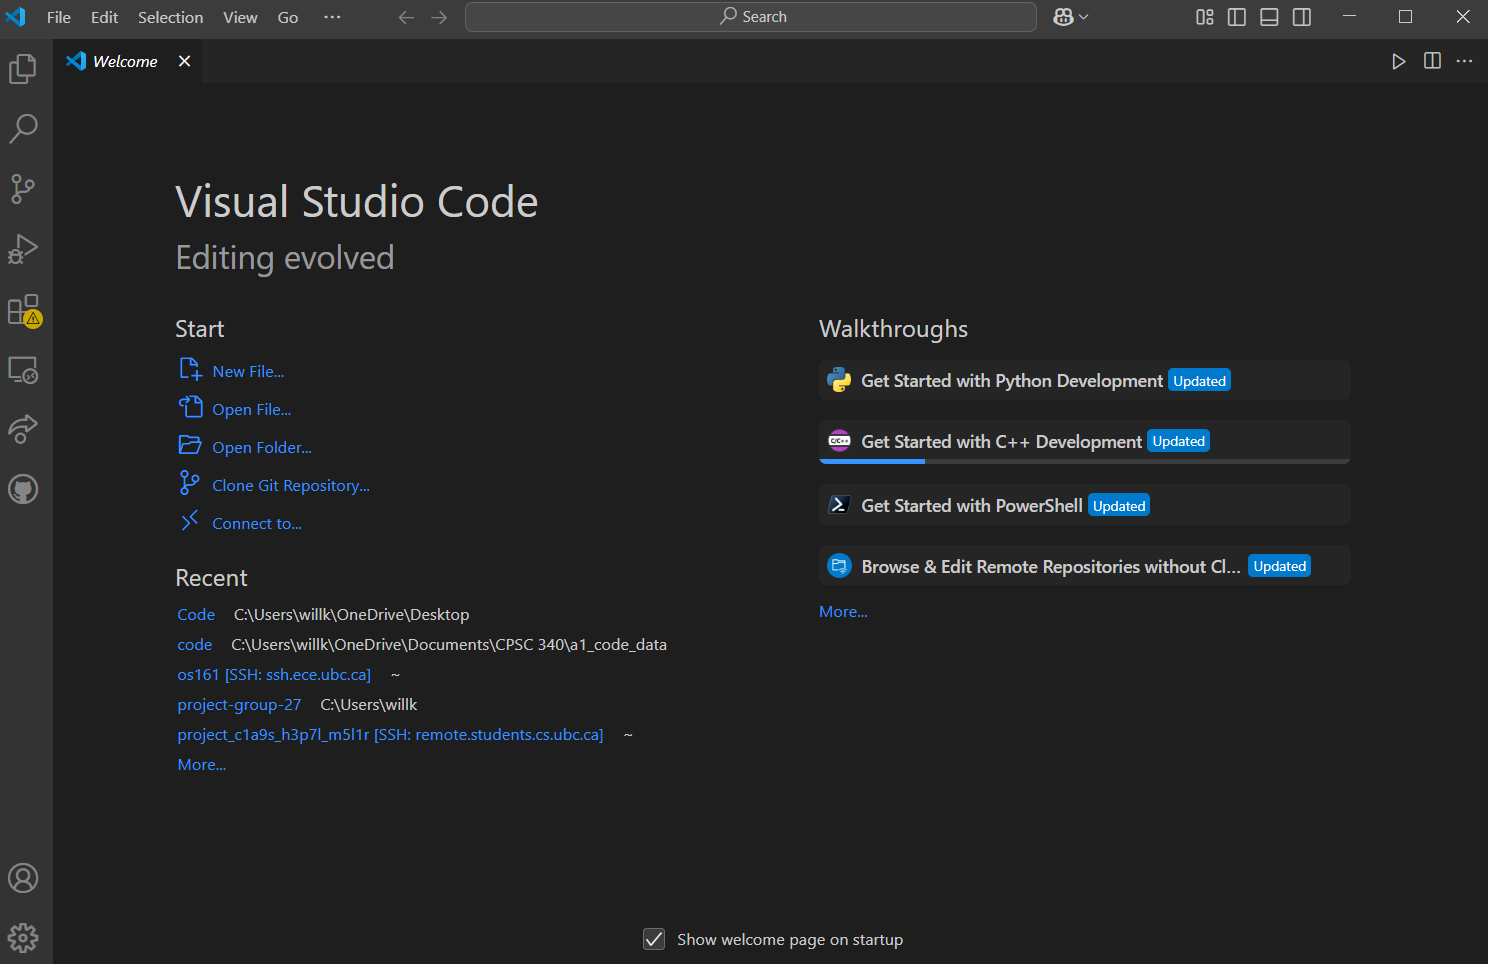 File Edit Selection View Go ··· Search
Welcome
Visual Studio Code
Editing evolved
Start
New File...
Open File...
Open Folder...
Clone Git Repository...
Connect to...
Recent
Code C:\Users\willk\OneDrive\Desktop
code C:\Users\willk\OneDrive\Documents\CPSC 340\a1_code_data
os161 [SSH: ssh.ece.ubc.ca] ~
project-group-27 C:\Users\willk
project_c1a9s_h3p7l_m5l1r [SSH: remote.students.cs.ubc.ca] ~
More...
Walkthroughs
Get Started with Python Development Updated
C/C++ Get Started with C++ Development Updated
Get Started with PowerShell Updated
Browse & Edit Remote Repositories without Cl... Updated
More...
Show welcome page on startup